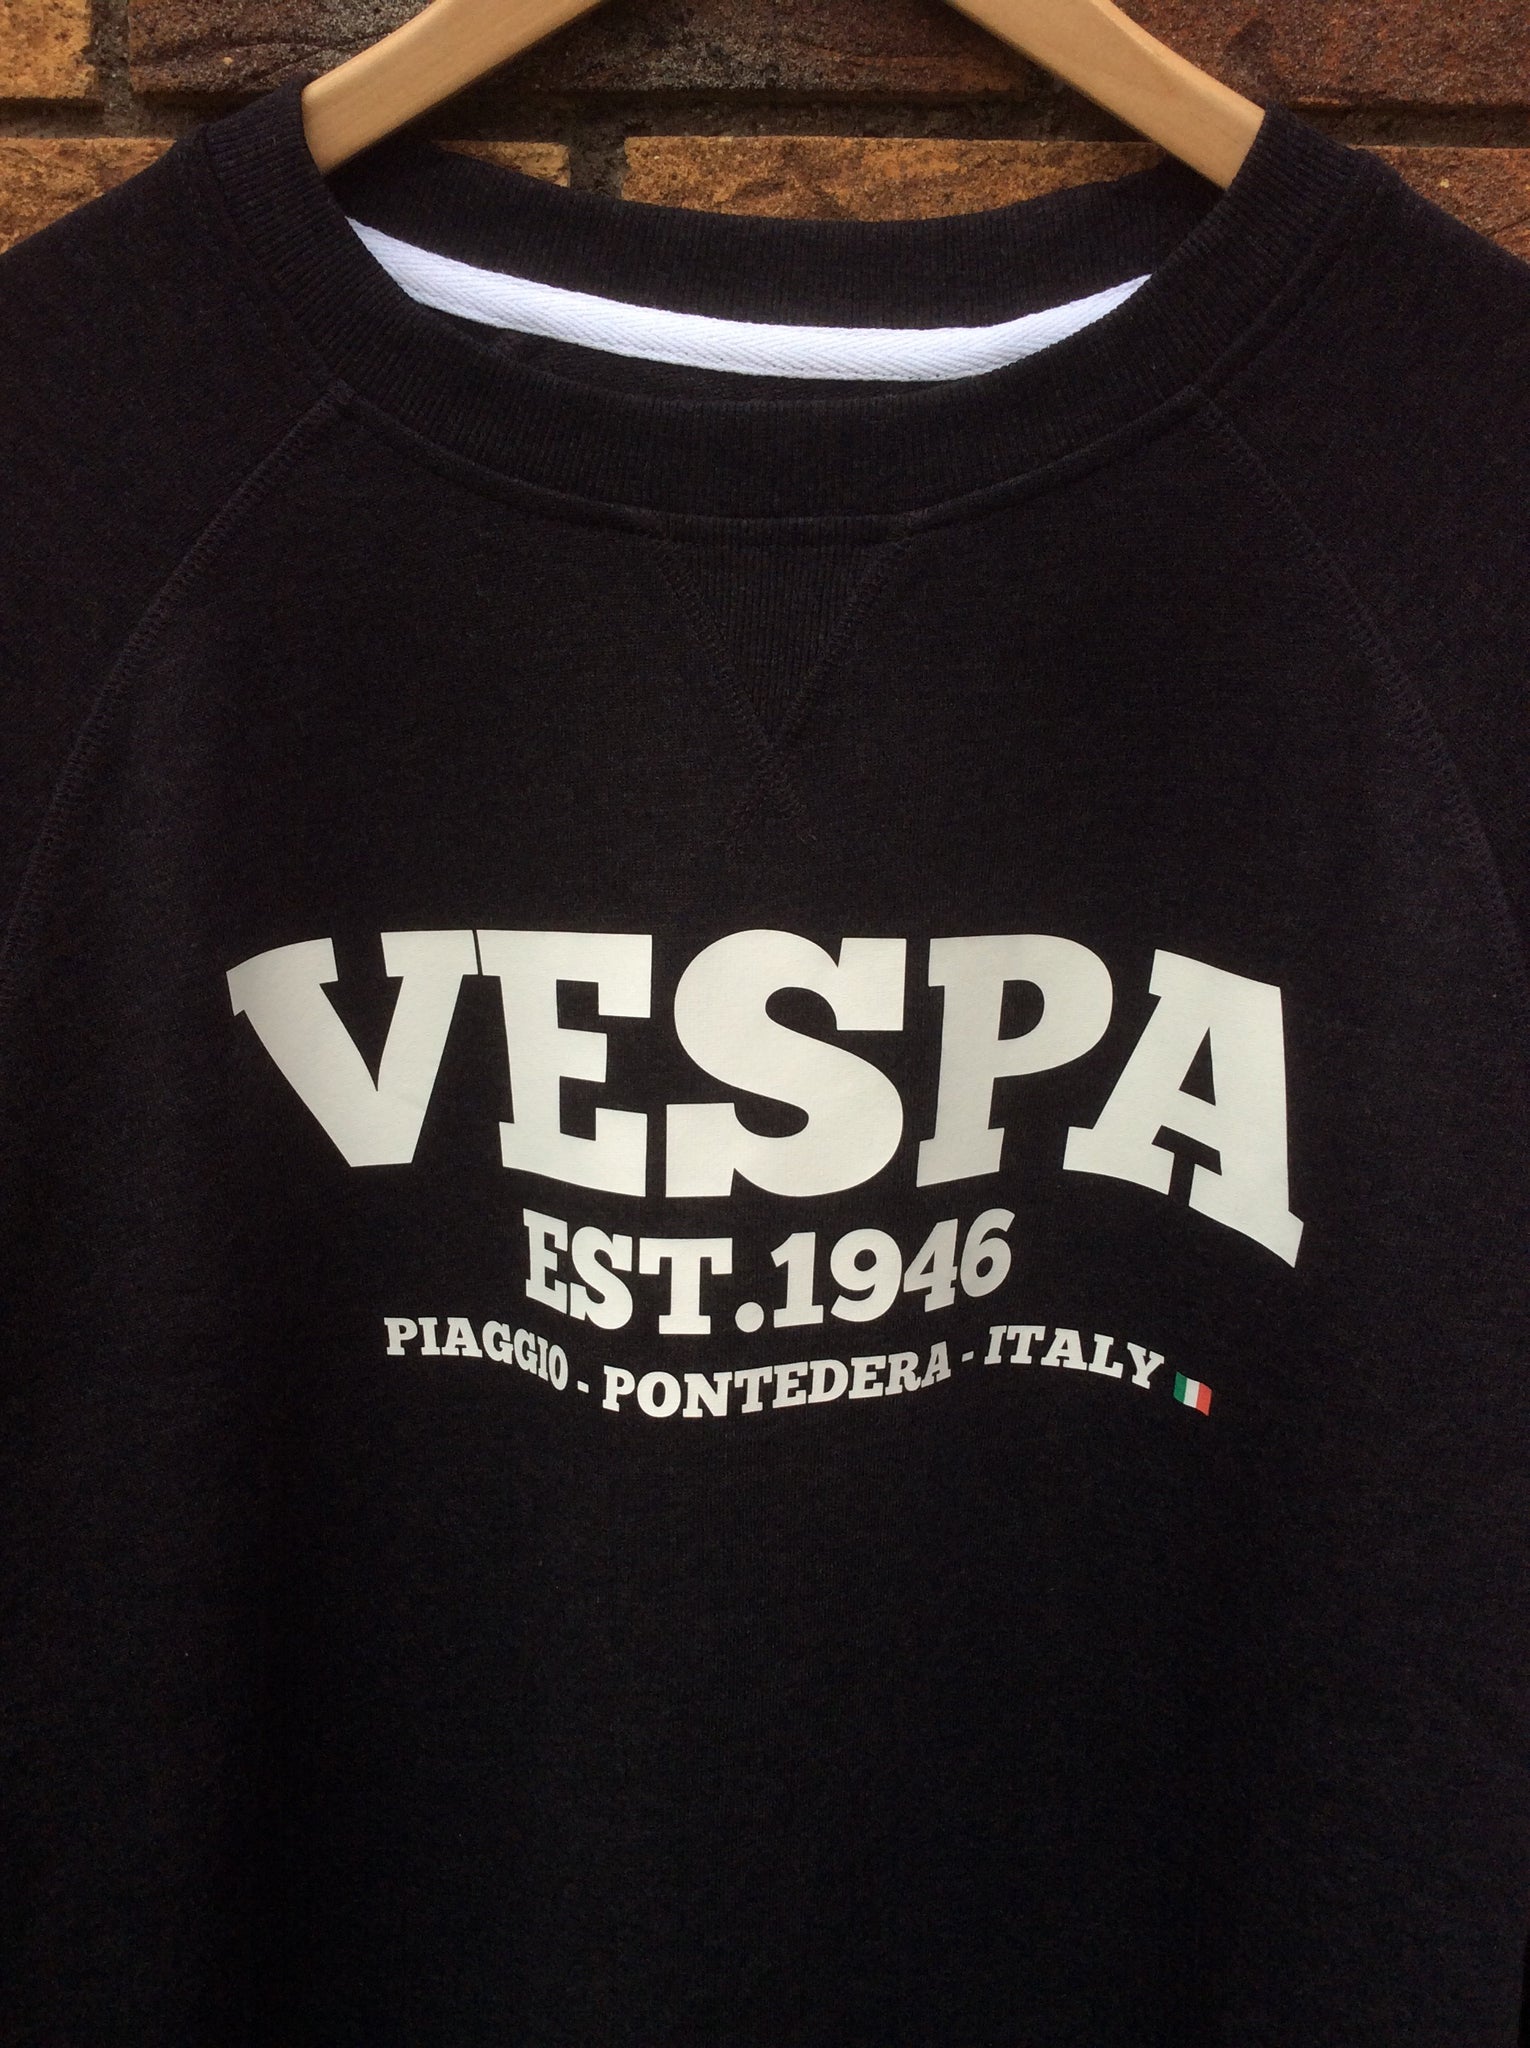 VESPA
EST.1946
PIAGGIO - PONTEDERA - ITALY